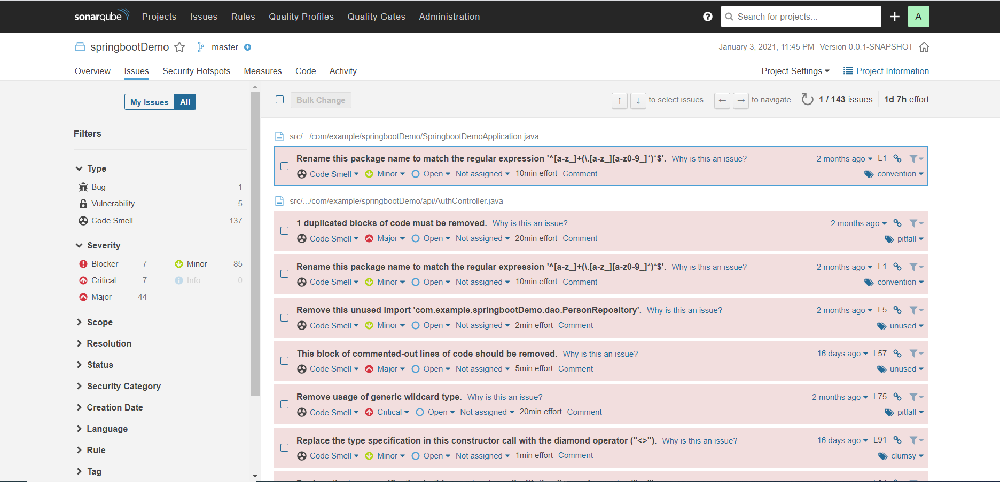 sonarqube Projects Issues Rules Quality Profiles Quality Gates Administration ? Search for projects... + A
springbootDemo master January 3, 2021, 11:45 PM Version 0.0.1-SNAPSHOT
Overview Issues Security Hotspots Measures Code Activity Project Settings Project Information
My Issues All
Bulk Change ↑ ↓ to select issues ← → to navigate 1 / 143 issues 1d 7h effort
Filters
Type
Bug 1
Vulnerability 5
Code Smell 137
Severity
Blocker 7 Minor 85
Critical 7 Info 0
Major 44
Scope
Resolution
Status
Security Category
Creation Date
Language
Rule
Tag
src/.../com/example/springbootDemo/SpringbootDemoApplication.java
Rename this package name to match the regular expression '^[a-z_]+(\.[a-z_][a-z0-9_]*)*$'. Why is this an issue? 2 months ago L1
Code Smell Minor Open Not assigned 10min effort Comment convention
src/.../com/example/springbootDemo/api/AuthController.java
1 duplicated blocks of code must be removed. Why is this an issue? 2 months ago
Code Smell Major Open Not assigned 20min effort Comment pitfall
Rename this package name to match the regular expression '^[a-z_]+(\.[a-z_][a-z0-9_]*)*$'. Why is this an issue? 2 months ago L1
Code Smell Minor Open Not assigned 10min effort Comment convention
Remove this unused import 'com.example.springbootDemo.dao.PersonRepository'. Why is this an issue? 2 months ago L5
Code Smell Minor Open Not assigned 2min effort Comment unused
This block of commented-out lines of code should be removed. Why is this an issue? 16 days ago L57
Code Smell Major Open Not assigned 5min effort Comment unused
Remove usage of generic wildcard type. Why is this an issue? 2 months ago L75
Code Smell Critical Open Not assigned 20min effort Comment pitfall
Replace the type specification in this constructor call with the diamond operator ("<>"). Why is this an issue? 16 days ago L91
Code Smell Minor Open Not assigned 1min effort Comment clumsy